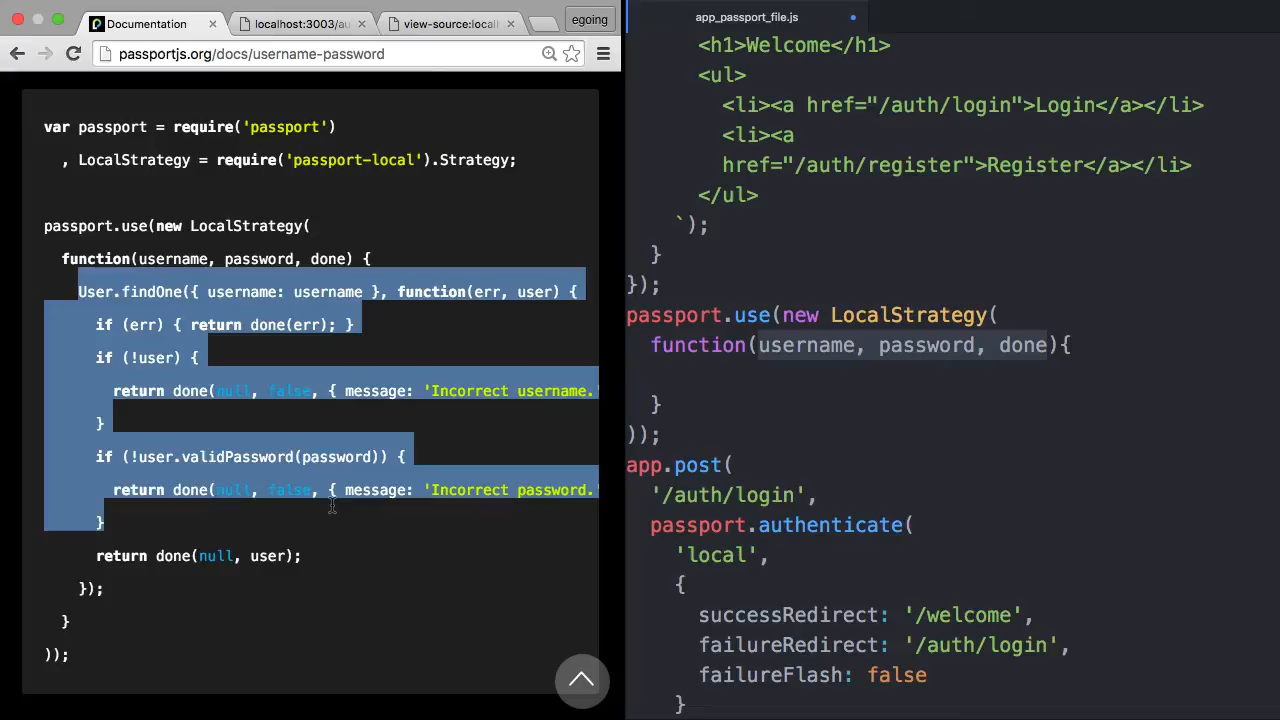 Documentation
localhost:3003/au
view-source:local
egoing
passportjs.org/docs/username-password
var passport = require('passport')
, LocalStrategy = require('passport-local').Strategy;
passport.use(new LocalStrategy(
function(username, password, done) {
User.findOne({ username: username }, function(err, user) {
if (err) { return done(err); }
if (!user) {
return done(null, false, { message: 'Incorrect username.'
}
if (!user.validPassword(password)) {
return done(null, false, { message: 'Incorrect password.'
}
return done(null, user);
});
}
));
app_passport_file.js
<h1>Welcome</h1>
<ul>
<li><a href="/auth/login">Login</a></li>
<li><a
href="/auth/register">Register</a></li>
</ul>
`);
}
});
passport.use(new LocalStrategy(
function(username, password, done){
}
));
app.post(
'/auth/login',
passport.authenticate(
'local',
{
successRedirect: '/welcome',
failureRedirect: '/auth/login',
failureFlash: false
}